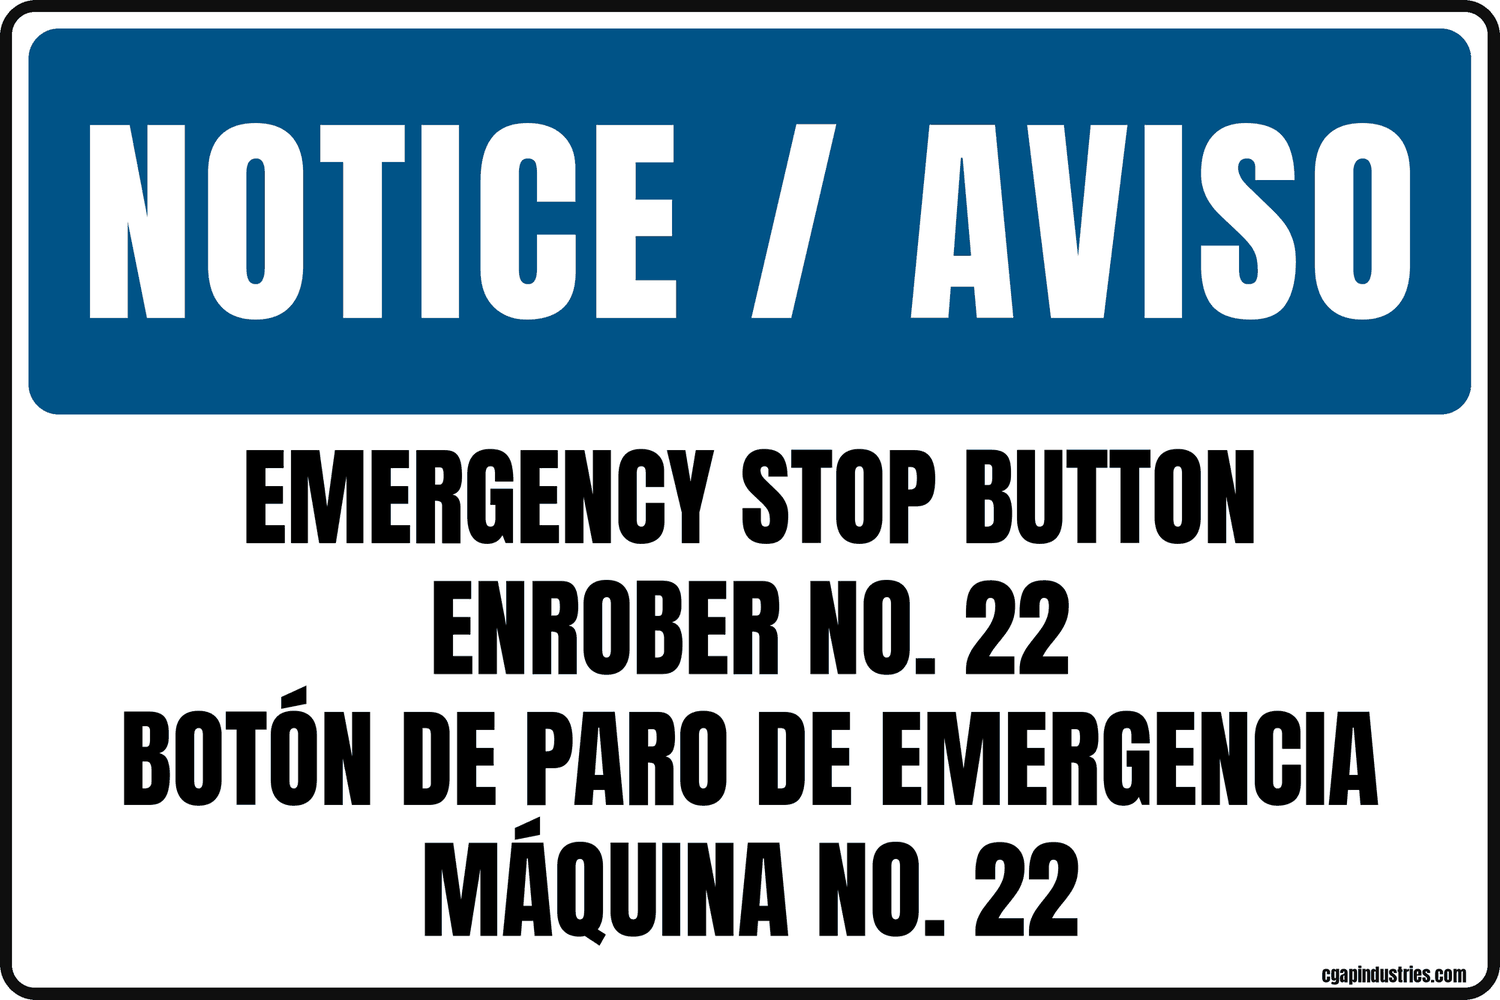 NOTICE / AVISO
EMERGENCY STOP BUTTON
ENROBER NO. 22
BOTÓN DE PARO DE EMERGENCIA
MÁQUINA NO. 22
cgapindustries.com